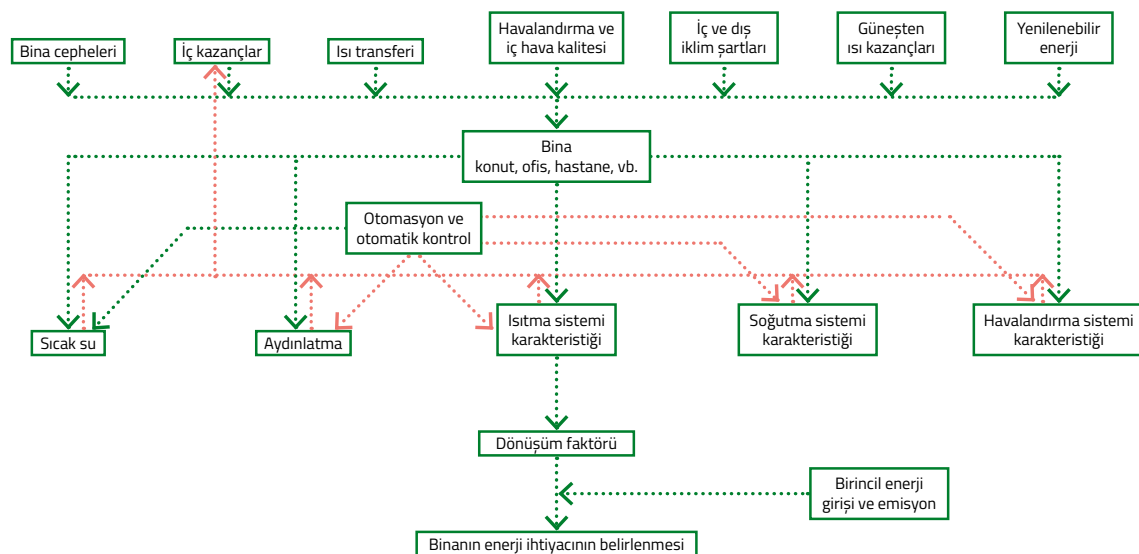 Bina cepheleri
İç kazançlar
Isı transferi
Havalandırma ve
iç hava kalitesi
İç ve dış
iklim şartları
Güneşten
ısı kazançları
Yenilenebilir
enerji
Bina
konut, ofis, hastane, vb.
Otomasyon ve
otomatik kontrol
Sıcak su
Aydınlatma
Isıtma sistemi
karakteristiği
Soğutma sistemi
karakteristiği
Havalandırma sistemi
karakteristiği
Dönüşüm faktörü
Birincil enerji
girişi ve emisyon
Binanın enerji ihtiyacının belirlenmesi